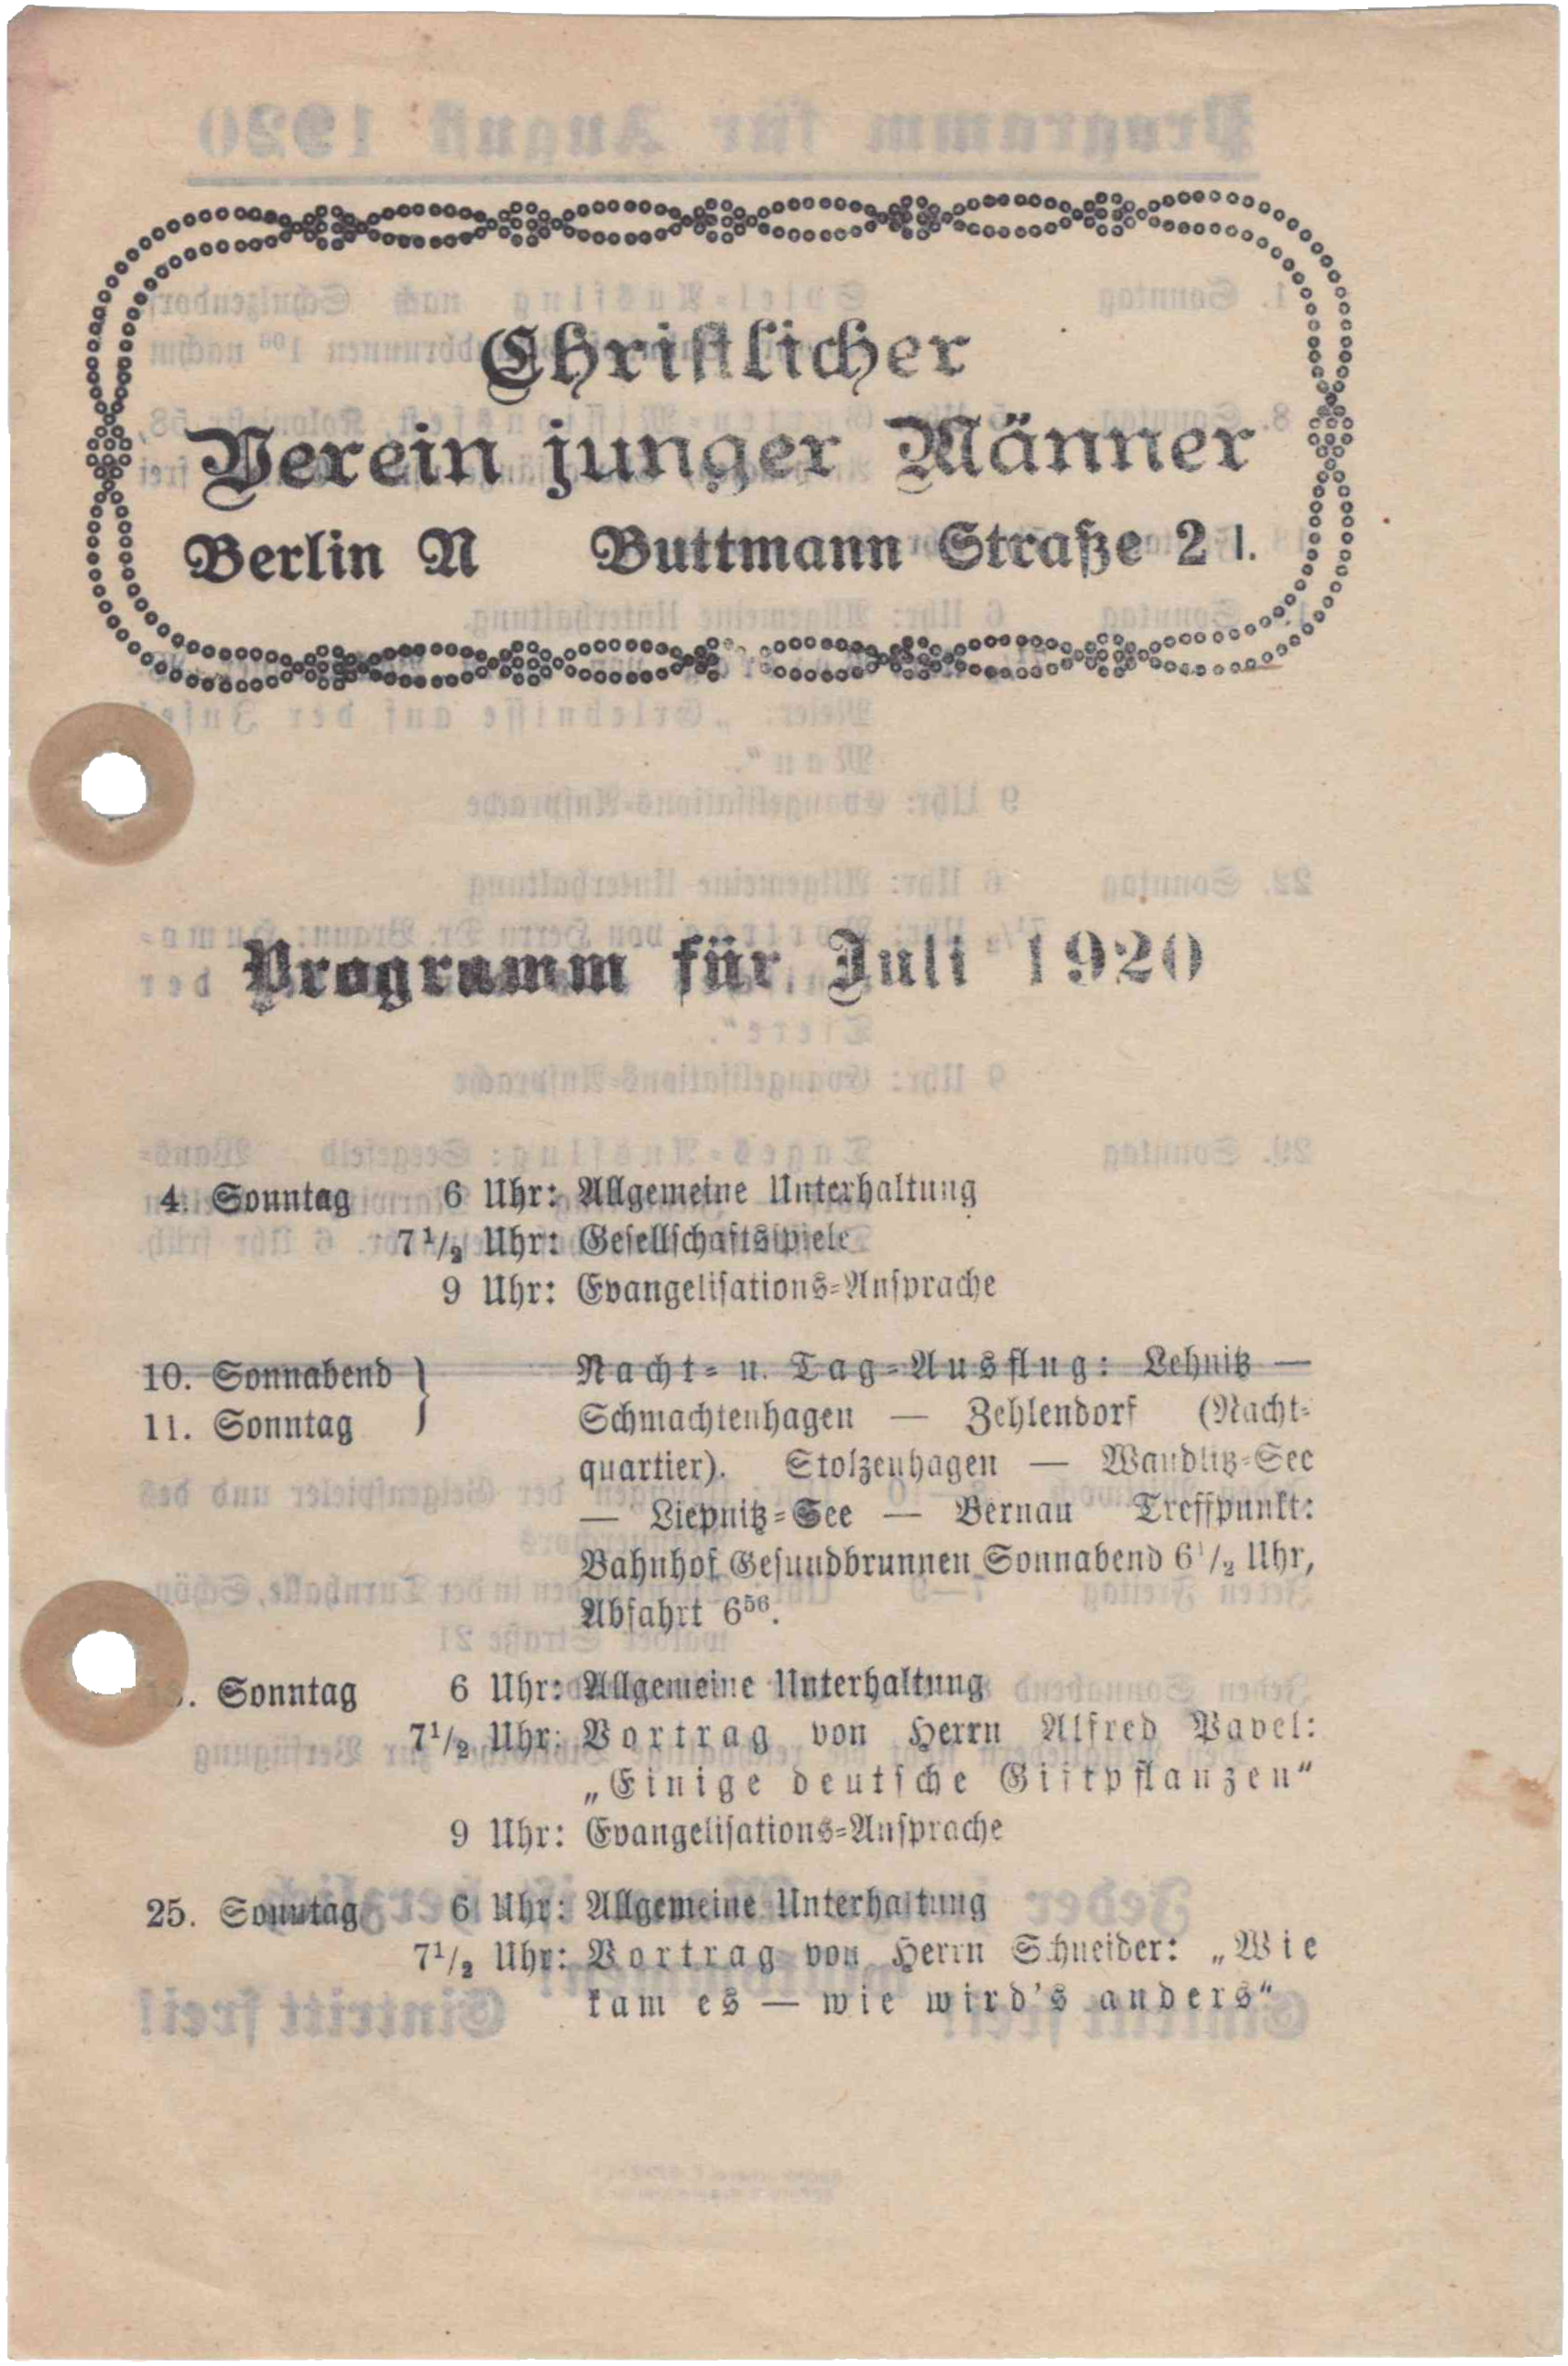 Christlicher
Verein junger Männer
Berlin N Buttmann Straße 2 I.
Programm für Juli 1920
4. Sonntag 6 Uhr: Allgemeine Unterhaltung
7¹/₂ Uhr: Gesellschaftsspiele
9 Uhr: Evangelisations-Ansprache
10. Sonnabend } Nacht- u. Tag-Ausflug: Lehnitz —
11. Sonntag Schmachtenhagen — Zehlendorf (Nacht-
quartier). Stolzenhagen — Wandlitz-See
— Liepnitz-See — Bernau Treffpunkt:
Bahnhof Gesundbrunnen Sonnabend 6¹/₂ Uhr,
Abfahrt 6⁵⁶.
Sonntag 6 Uhr: Allgemeine Unterhaltung
7¹/₂ Uhr: Vortrag von Herrn Alfred Pavel:
„Einige deutsche Giftpflanzen“
9 Uhr: Evangelisations-Ansprache
25. Sonntag 6 Uhr: Allgemeine Unterhaltung
7¹/₂ Uhr: Vortrag von Herrn Schneider: „Wie
kam es — wie wird's anders“